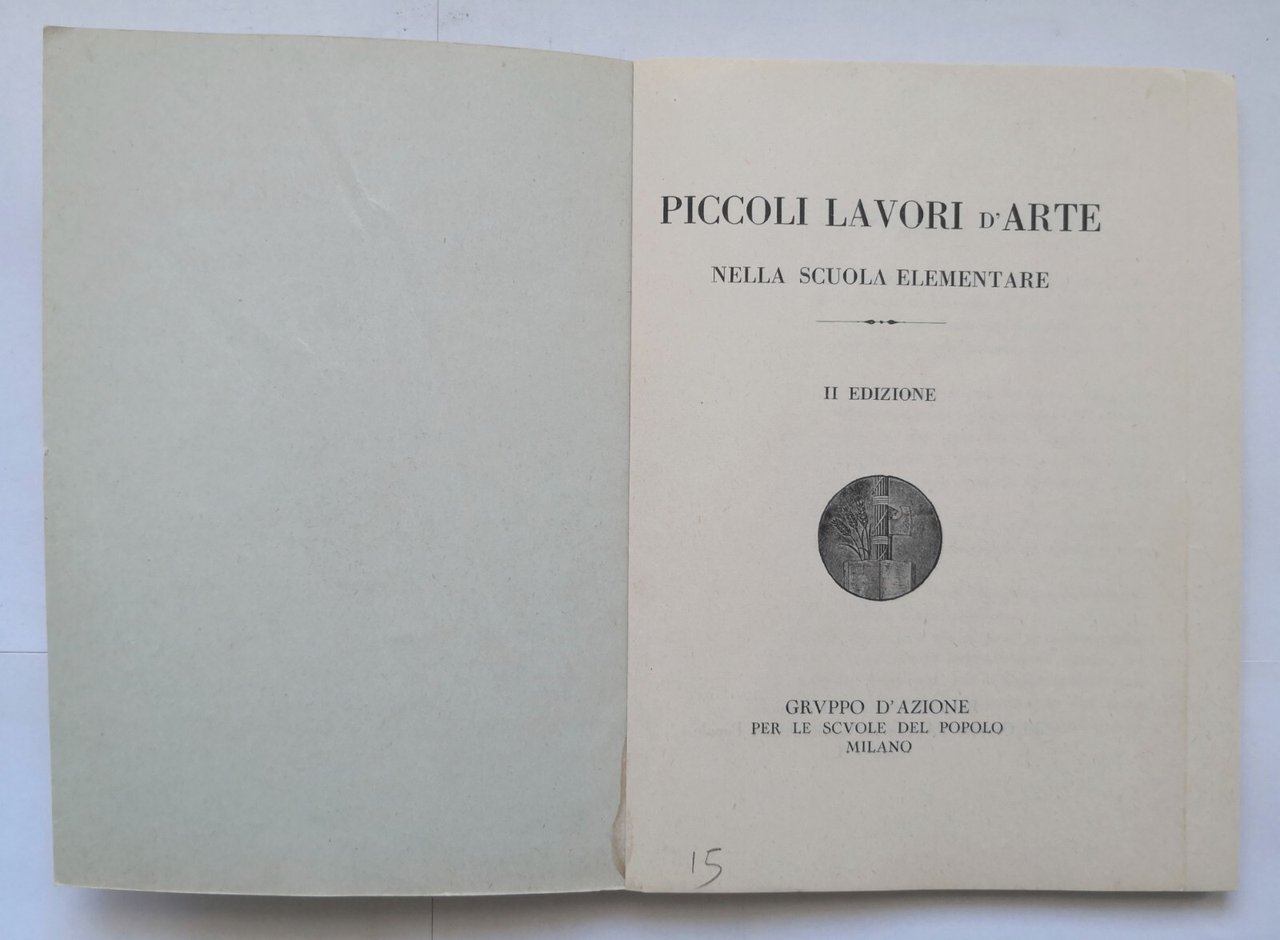 PICCOLI LAVORI D'ARTE
NELLA SCUOLA ELEMENTARE
II EDIZIONE
GRVPPO D'AZIONE
PER LE SCVOLE DEL POPOLO
MILANO
15